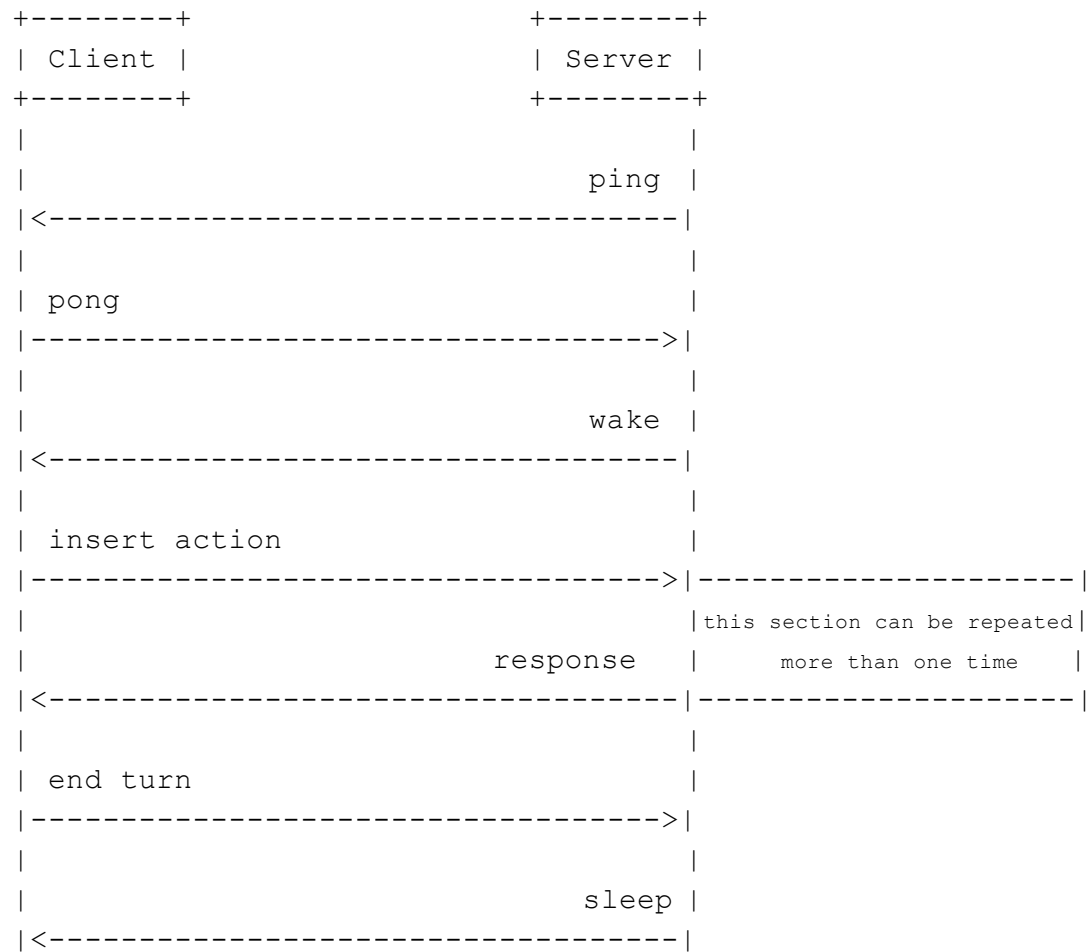 Client Server
ping
pong
wake
insert action
this section can be repeated
response more than one time
end turn
sleep